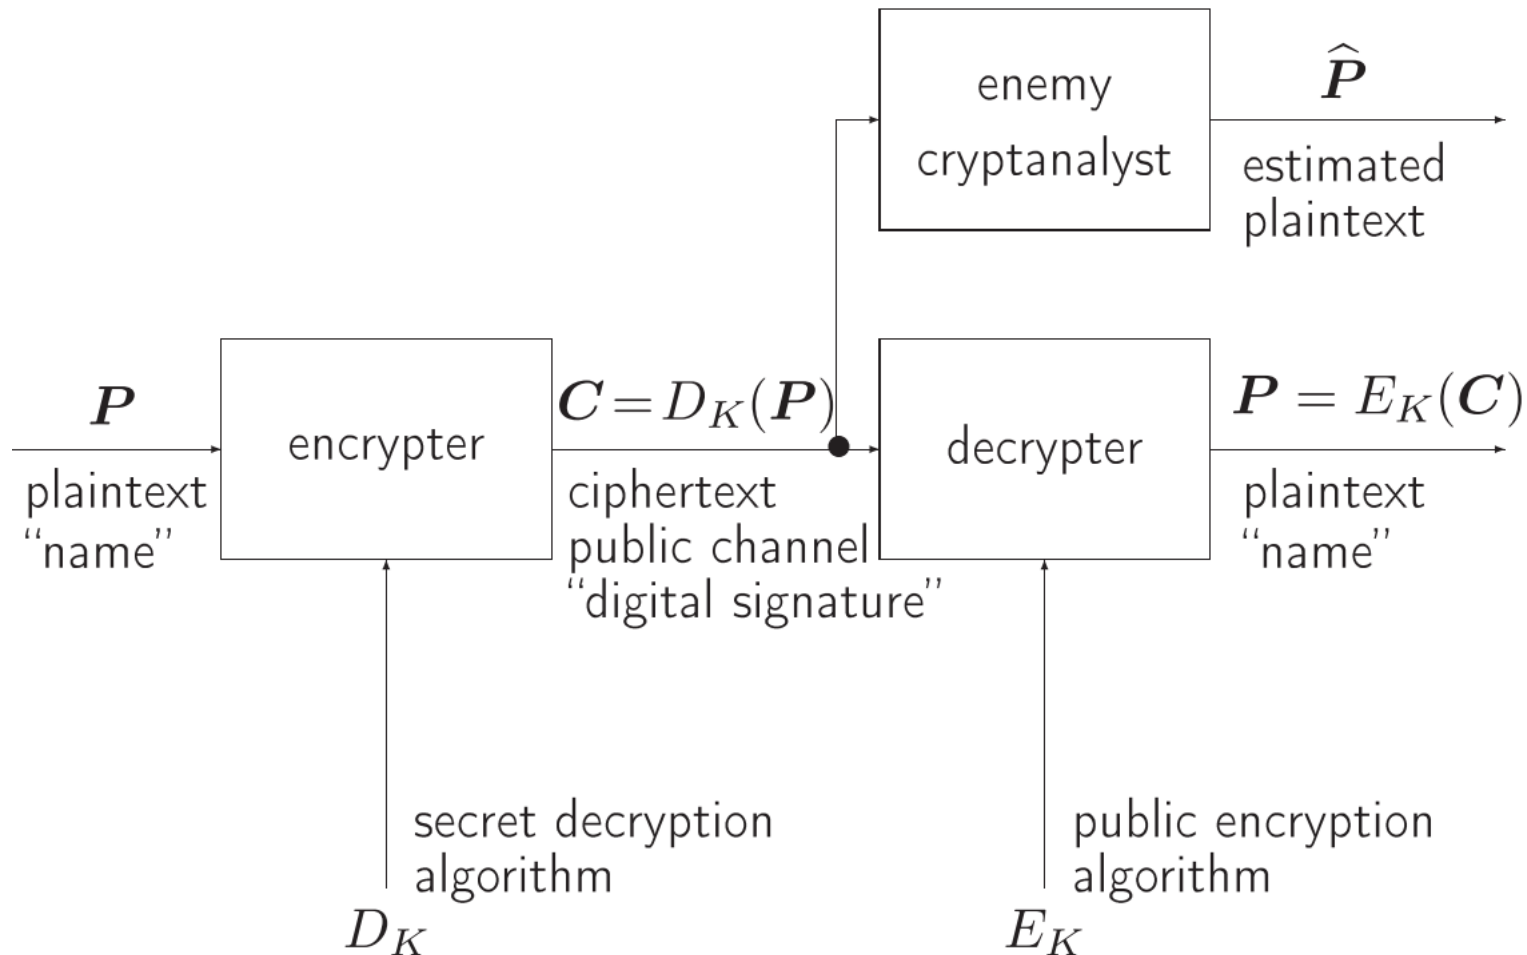 enemy
cryptanalyst
P̂
estimated
plaintext
P
encrypter
C = D_K(P)
decrypter
P = E_K(C)
plaintext
“name”
ciphertext
public channel
“digital signature”
plaintext
“name”
secret decryption
algorithm
D_K
public encryption
algorithm
E_K